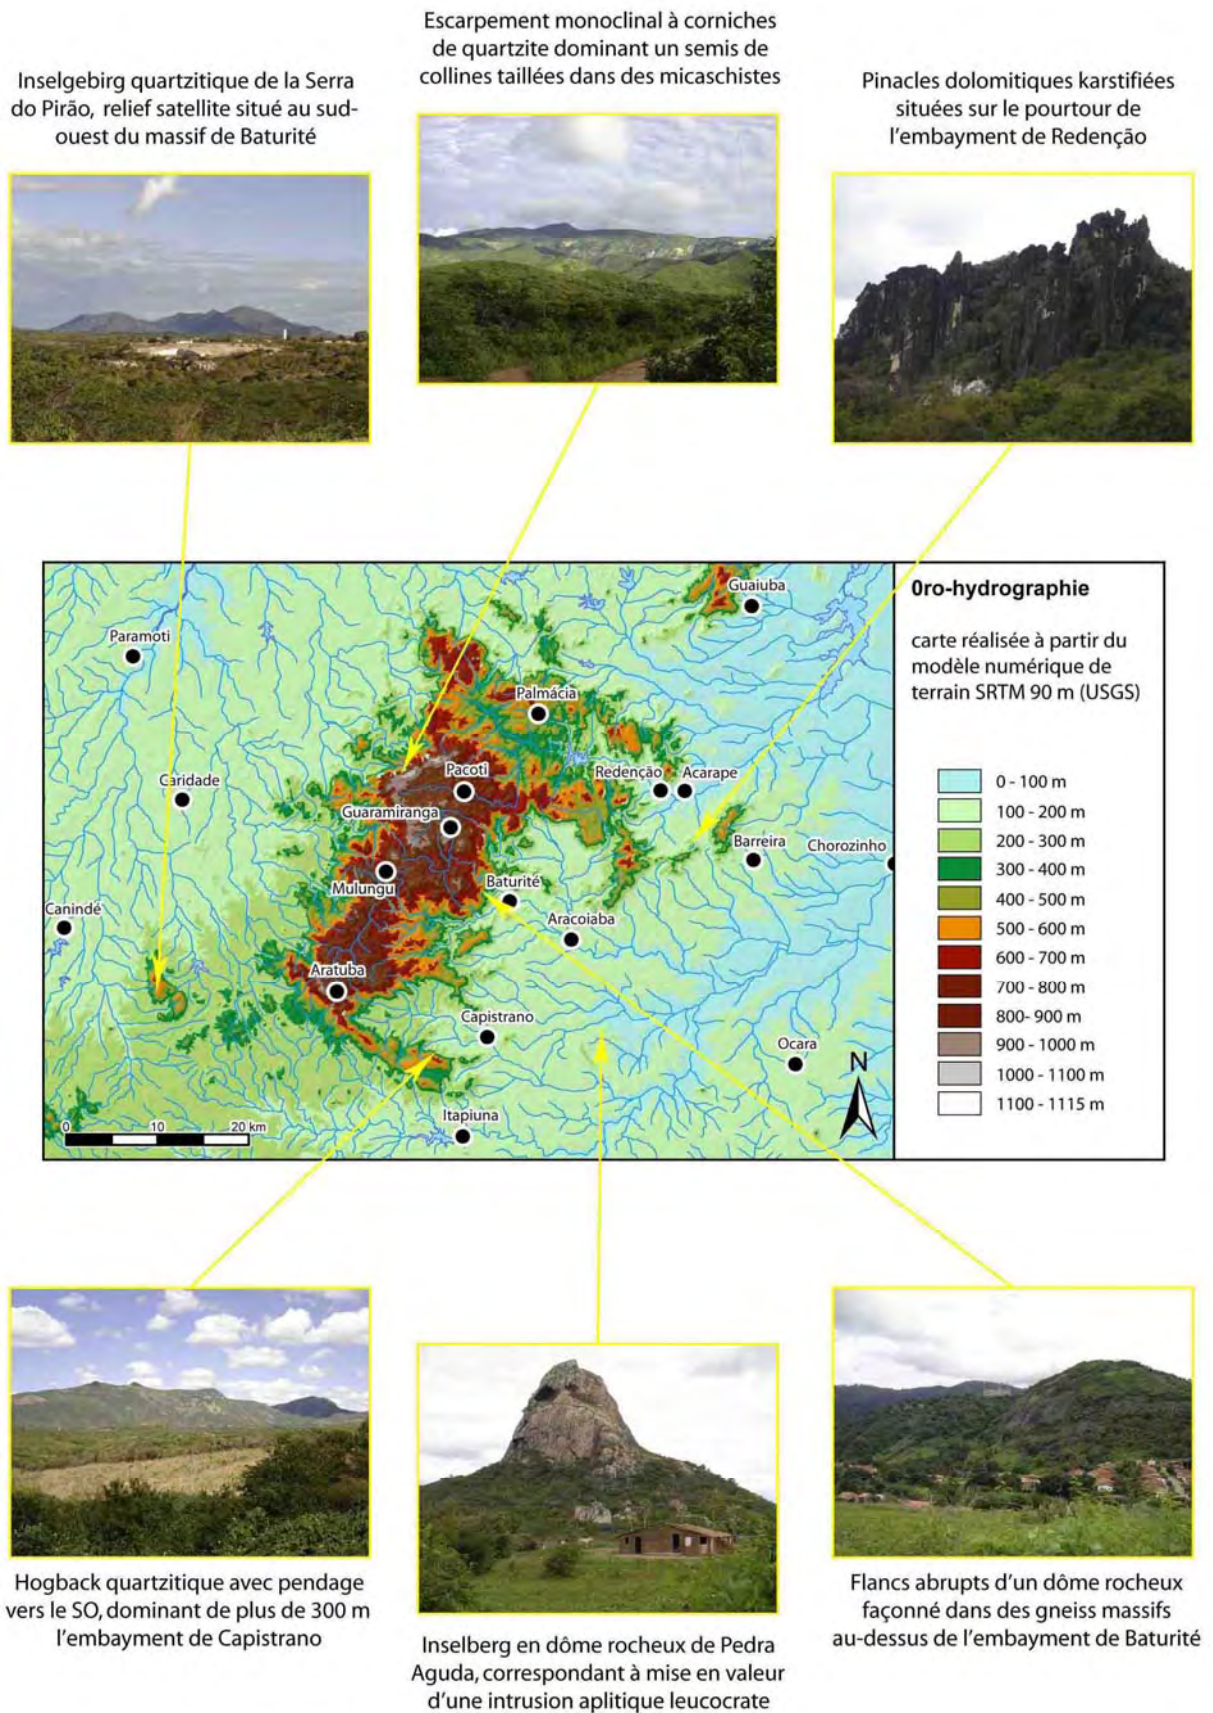 Escarpement monoclinal à corniches
de quartzite dominant un semis de
collines taillées dans des micaschistes
Inselgebirg quartzitique de la Serra
do Pirão, relief satellite situé au sud-
ouest du massif de Baturité
Pinacles dolomitiques karstifiées
situées sur le pourtour de
l'embayment de Redenção
0ro-hydrographie
carte réalisée à partir du
modèle numérique de
terrain SRTM 90 m (USGS)
0 - 100 m
100 - 200 m
200 - 300 m
300 - 400 m
400 - 500 m
500 - 600 m
600 - 700 m
700 - 800 m
800- 900 m
900 - 1000 m
1000 - 1100 m
1100 - 1115 m
Guaiuba
Paramoti
Palmácia
Caridade
Pacoti
Redenção
Acarape
Guaramiranga
Barreira
Chorozinho
Mulungu
Baturité
Canindé
Aracoiaba
Aratuba
Capistrano
Ocara
N
Itapiuna
0 10 20 km
Hogback quartzitique avec pendage
vers le SO, dominant de plus de 300 m
l'embayment de Capistrano
Inselberg en dôme rocheux de Pedra
Aguda, correspondant à mise en valeur
d'une intrusion aplitique leucocrate
Flancs abrupts d'un dôme rocheux
façonné dans des gneiss massifs
au-dessus de l'embayment de Baturité